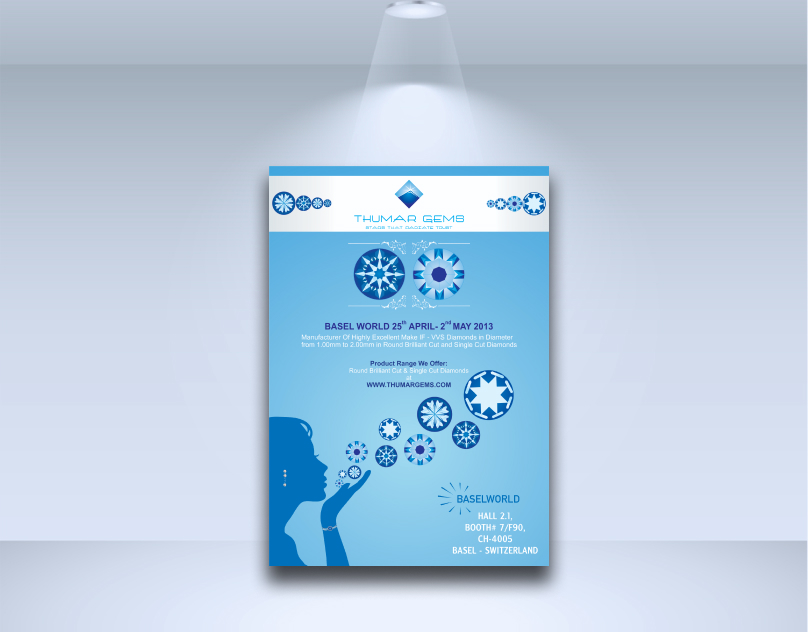 THUMAR GEMS
STARS THAT RADIATE TRUST
BASEL WORLD 25th APRIL- 2nd MAY 2013
Manufacturer Of Highly Excellent Make IF - VVS Diamonds in Diameter
from 1.00mm to 2.00mm in Round Brilliant Cut and Single Cut Diamonds
Product Range We Offer:
Round Brilliant Cut & Single Cut Diamonds
at
WWW.THUMARGEMS.COM
BASELWORLD
HALL 2.1,
BOOTH# 7/F90,
CH-4005
BASEL - SWITZERLAND